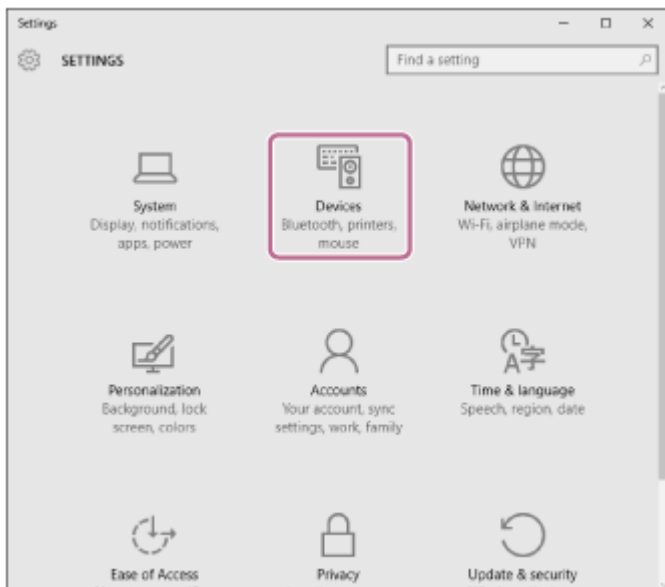 Settings
SETTINGS
Find a setting
System
Display, notifications,
apps, power
Devices
Bluetooth, printers,
mouse
Network & Internet
Wi-Fi, airplane mode,
VPN
Personalization
Background, lock
screen, colors
Accounts
Your account, sync
settings, work, family
Time & language
Speech, region, date
Ease of Access
Privacy
Update & security